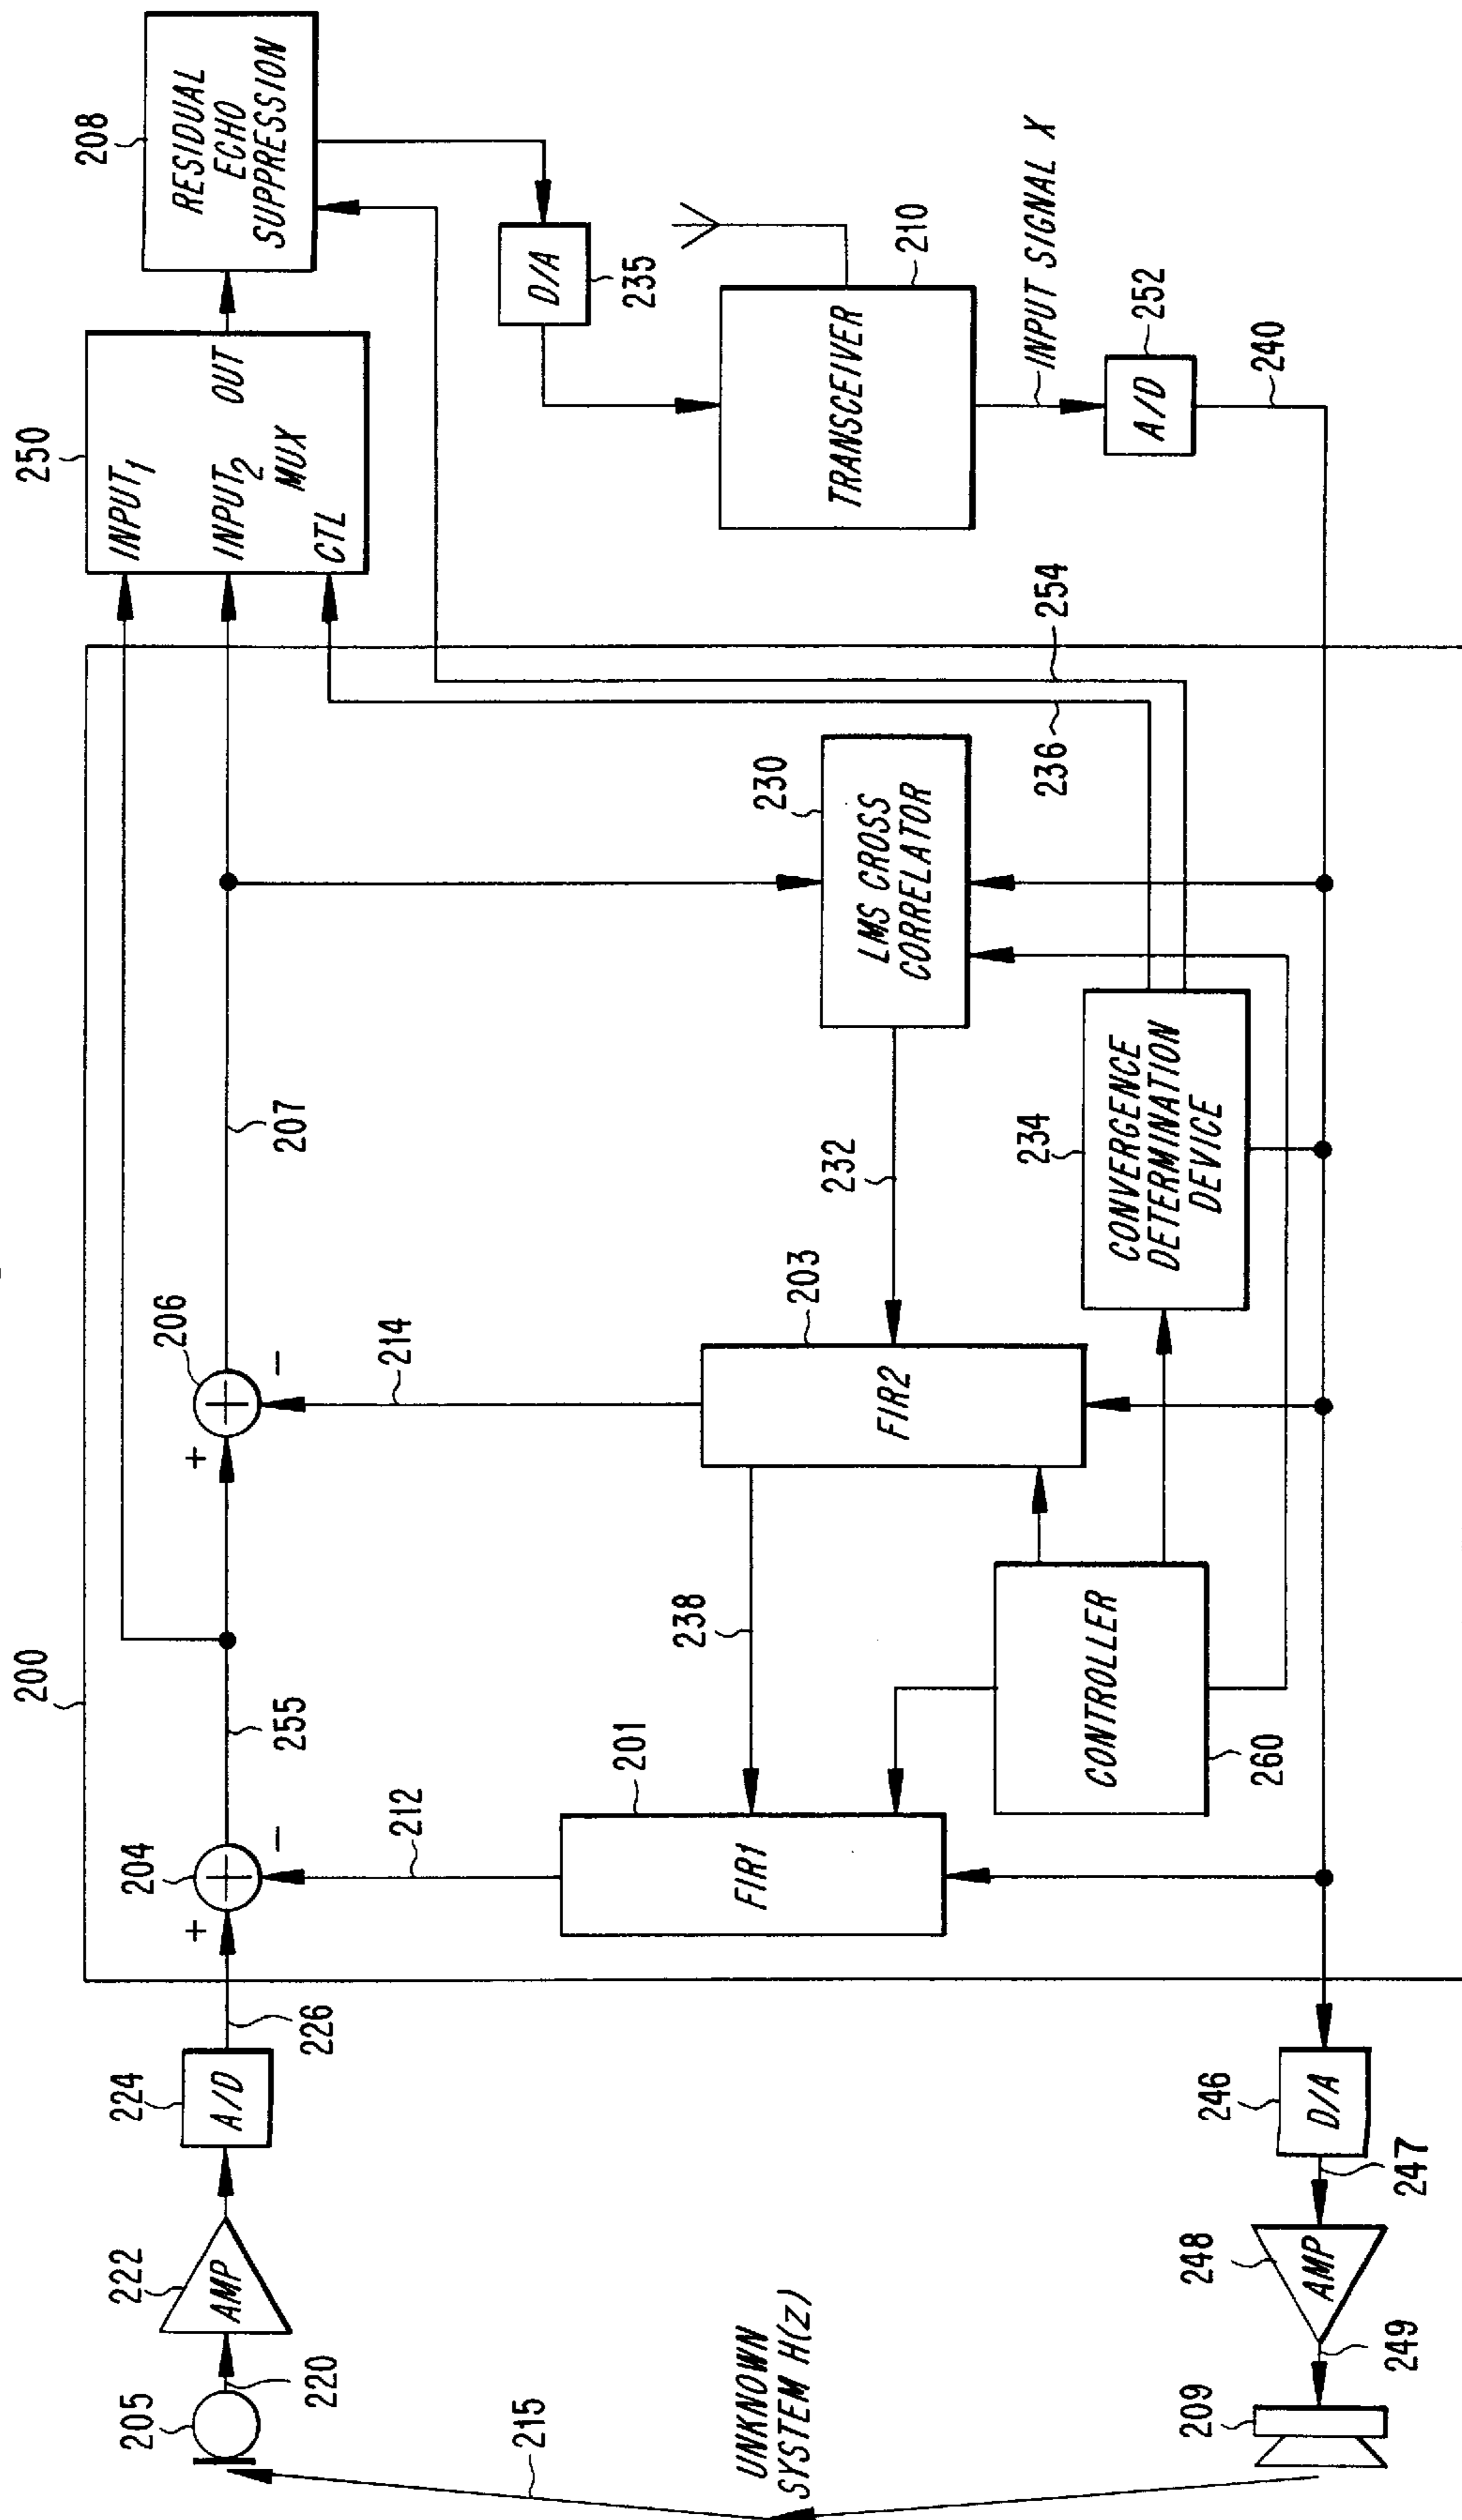 200
204
+
−
255
206
+
−
207
212
214
201
FIR1
238
203
FIR2
232
230
LMS CROSS
CORRELATOR
CONTROLLER
260
234
CONVERGENCE
DETERMINATION
DEVICE
236
254
250
INPUT1
INPUT2 OUT
MUX
CTL
208
RESIDUAL
ECHO
SUPPRESSION
D/A
235
TRANSCEIVER
210
INPUT SIGNAL X
A/D
252
240
205
220
222
AMP
224
A/D
226
215
UNKNOWN
SYSTEM H(z)
209
249
248
AMP
247
246
D/A